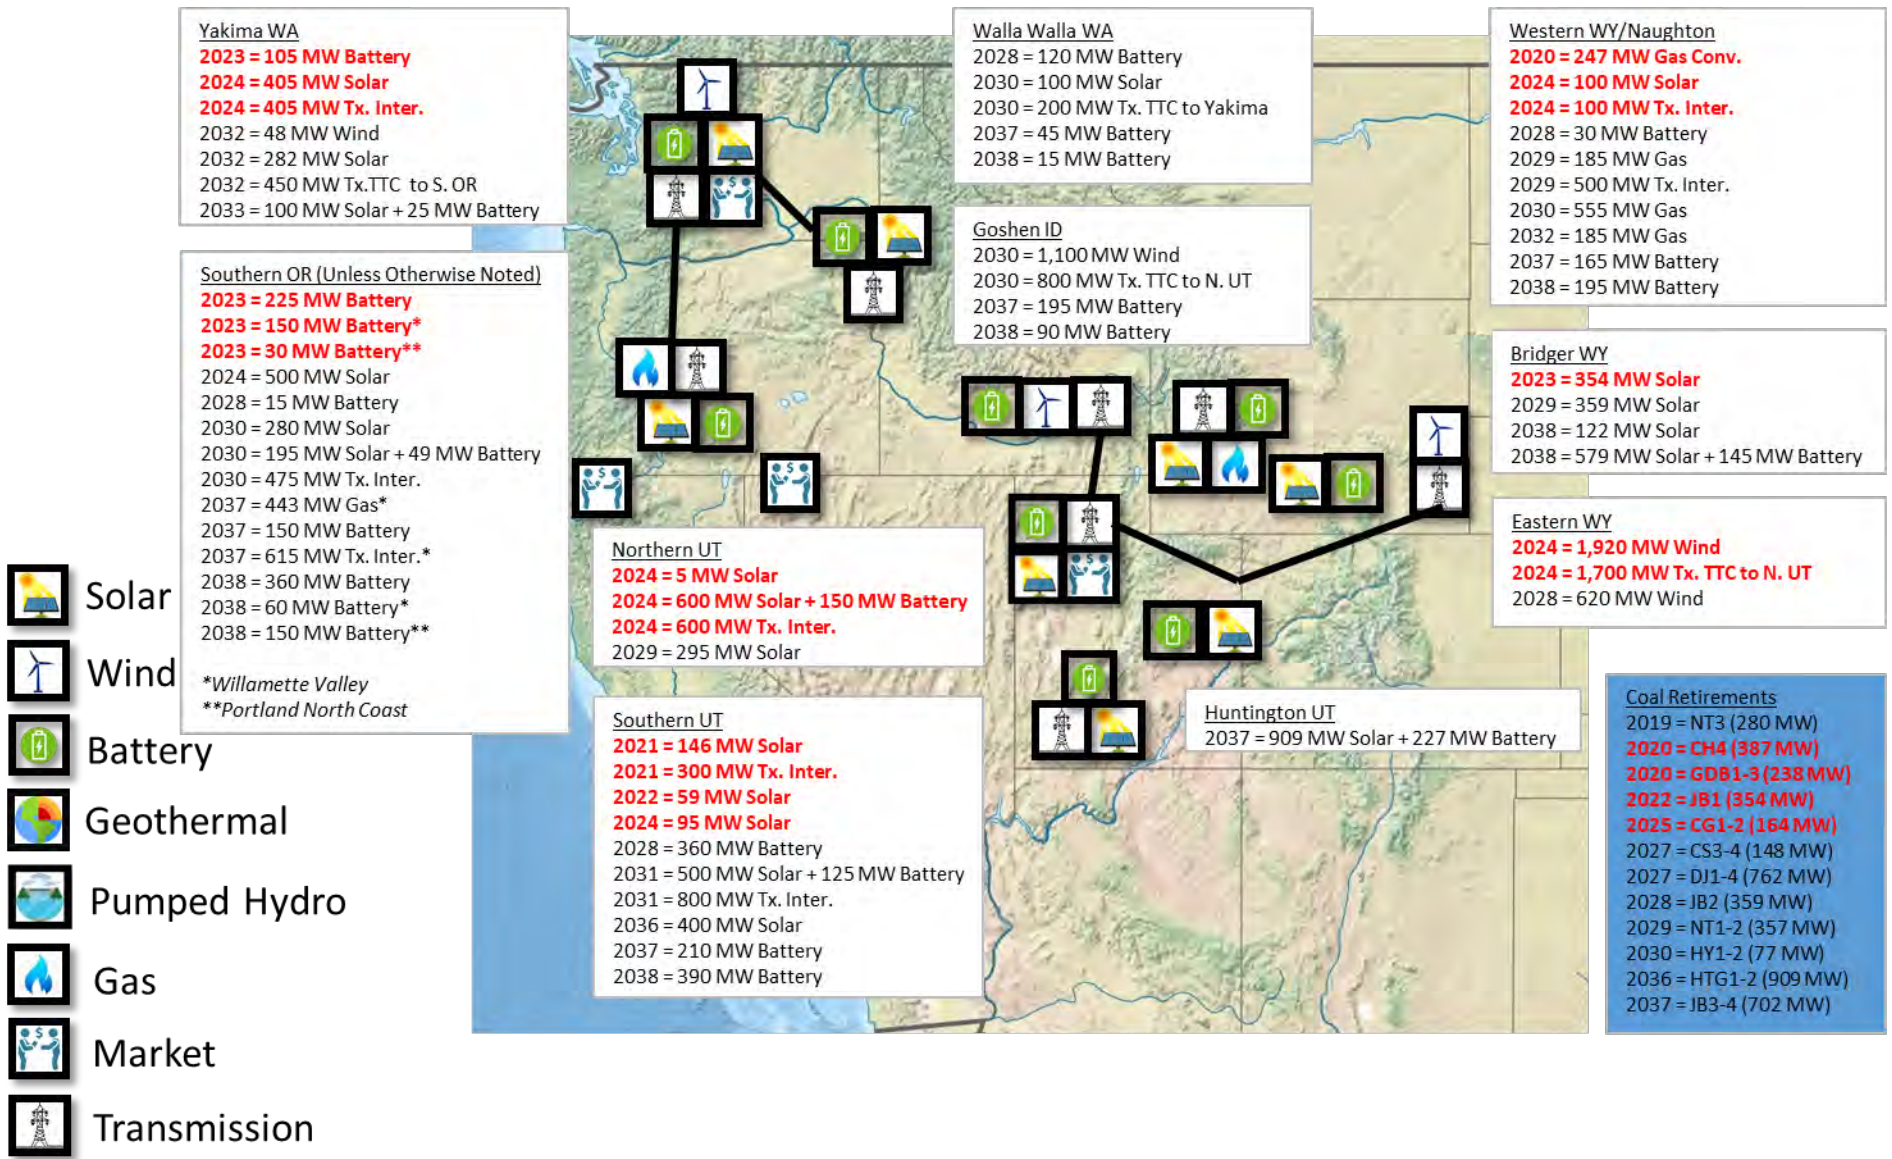 Yakima WA
2023 = 105 MW Battery
2024 = 405 MW Solar
2024 = 405 MW Tx. Inter.
2032 = 48 MW Wind
2032 = 282 MW Solar
2032 = 450 MW Tx.TTC to S. OR
2033 = 100 MW Solar + 25 MW Battery
Walla Walla WA
2028 = 120 MW Battery
2030 = 100 MW Solar
2030 = 200 MW Tx. TTC to Yakima
2037 = 45 MW Battery
2038 = 15 MW Battery
Western WY/Naughton
2020 = 247 MW Gas Conv.
2024 = 100 MW Solar
2024 = 100 MW Tx. Inter.
2028 = 30 MW Battery
2029 = 185 MW Gas
2029 = 500 MW Tx. Inter.
2030 = 555 MW Gas
2032 = 185 MW Gas
2037 = 165 MW Battery
2038 = 195 MW Battery
Goshen ID
2030 = 1,100 MW Wind
2030 = 800 MW Tx. TTC to N. UT
2037 = 195 MW Battery
2038 = 90 MW Battery
Southern OR (Unless Otherwise Noted)
2023 = 225 MW Battery
2023 = 150 MW Battery*
2023 = 30 MW Battery**
2024 = 500 MW Solar
2028 = 15 MW Battery
2030 = 280 MW Solar
2030 = 195 MW Solar + 49 MW Battery
2030 = 475 MW Tx. Inter.
2037 = 443 MW Gas*
2037 = 150 MW Battery
2037 = 615 MW Tx. Inter.*
2038 = 360 MW Battery
2038 = 60 MW Battery*
2038 = 150 MW Battery**
*Willamette Valley
**Portland North Coast
Bridger WY
2023 = 354 MW Solar
2029 = 359 MW Solar
2038 = 122 MW Solar
2038 = 579 MW Solar + 145 MW Battery
Eastern WY
2024 = 1,920 MW Wind
2024 = 1,700 MW Tx. TTC to N. UT
2028 = 620 MW Wind
Northern UT
2024 = 5 MW Solar
2024 = 600 MW Solar + 150 MW Battery
2024 = 600 MW Tx. Inter.
2029 = 295 MW Solar
Southern UT
2021 = 146 MW Solar
2021 = 300 MW Tx. Inter.
2022 = 59 MW Solar
2024 = 95 MW Solar
2028 = 360 MW Battery
2031 = 500 MW Solar + 125 MW Battery
2031 = 800 MW Tx. Inter.
2036 = 400 MW Solar
2037 = 210 MW Battery
2038 = 390 MW Battery
Huntington UT
2037 = 909 MW Solar + 227 MW Battery
Coal Retirements
2019 = NT3 (280 MW)
2020 = CH4 (387 MW)
2020 = GDB1-3 (238 MW)
2022 = JB1 (354 MW)
2025 = CG1-2 (164 MW)
2027 = CS3-4 (148 MW)
2027 = DJ1-4 (762 MW)
2028 = JB2 (359 MW)
2029 = NT1-2 (357 MW)
2030 = HY1-2 (77 MW)
2036 = HTG1-2 (909 MW)
2037 = JB3-4 (702 MW)
Solar
Wind
Battery
Geothermal
Pumped Hydro
Gas
Market
Transmission